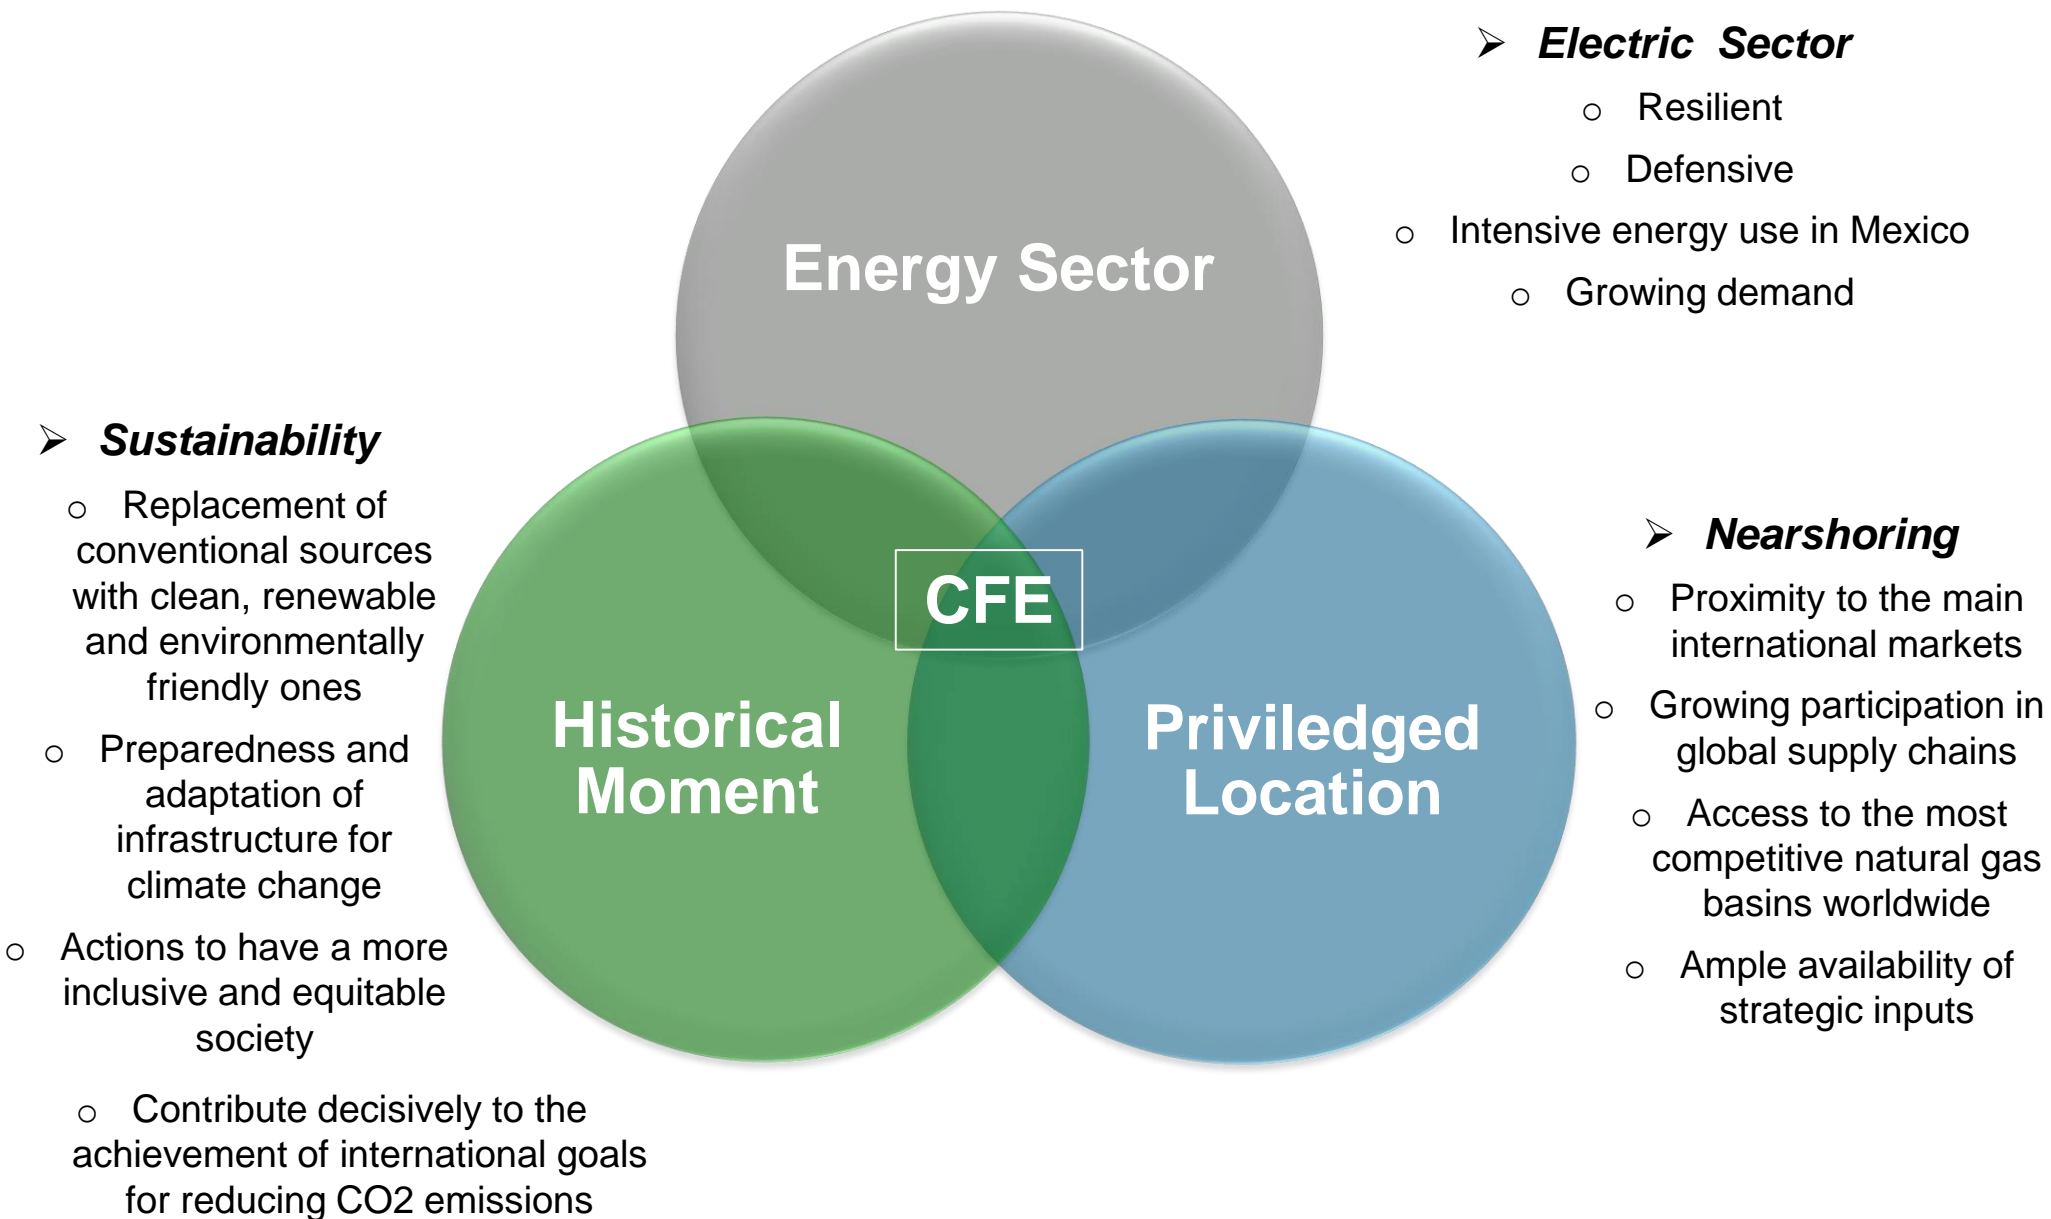 ➢ Electric Sector
o Resilient
o Defensive
o Intensive energy use in Mexico
o Growing demand
Energy Sector
➢ Sustainability
o Replacement of
conventional sources
with clean, renewable
and environmentally
friendly ones
o Preparedness and
adaptation of
infrastructure for
climate change
o Actions to have a more
inclusive and equitable
society
o Contribute decisively to the
achievement of international goals
for reducing CO2 emissions
CFE
Historical
Moment
Priviledged
Location
➢ Nearshoring
o Proximity to the main
international markets
o Growing participation in
global supply chains
o Access to the most
competitive natural gas
basins worldwide
o Ample availability of
strategic inputs